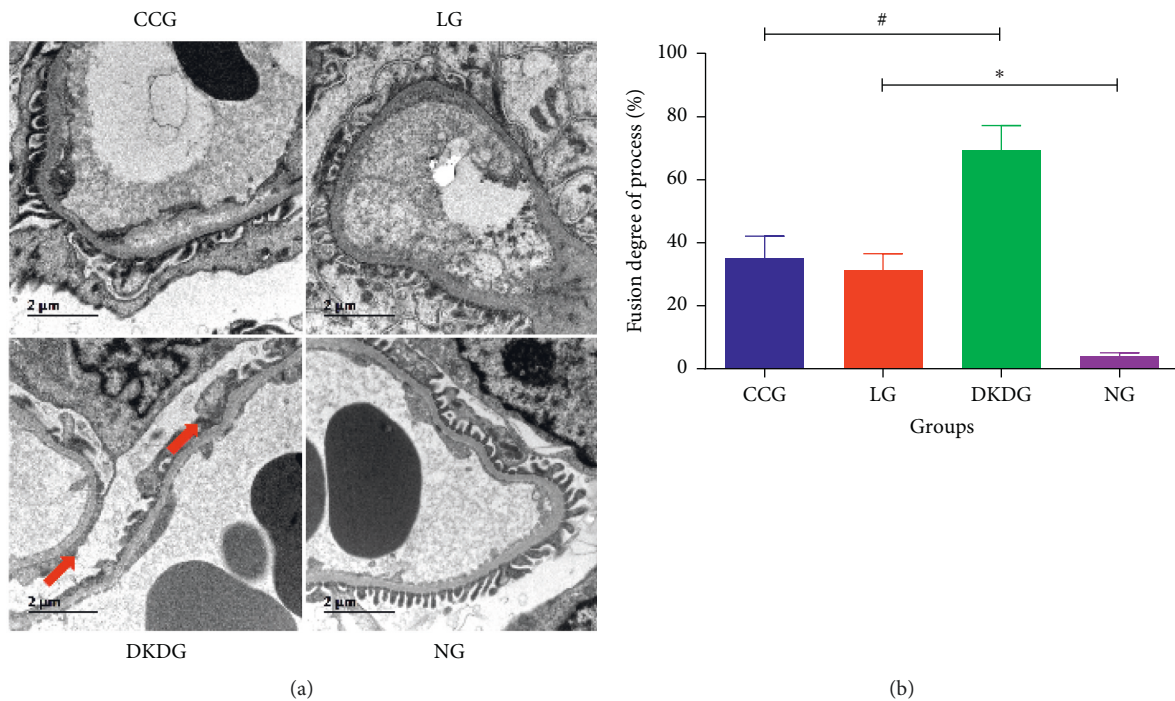 CCG
LG
2 μm
2 μm
2 μm
2 μm
DKDG
NG
(a)
#
*
100
80
60
40
20
0
Fusion degree of process (%)
CCG
LG
DKDG
NG
Groups
(b)